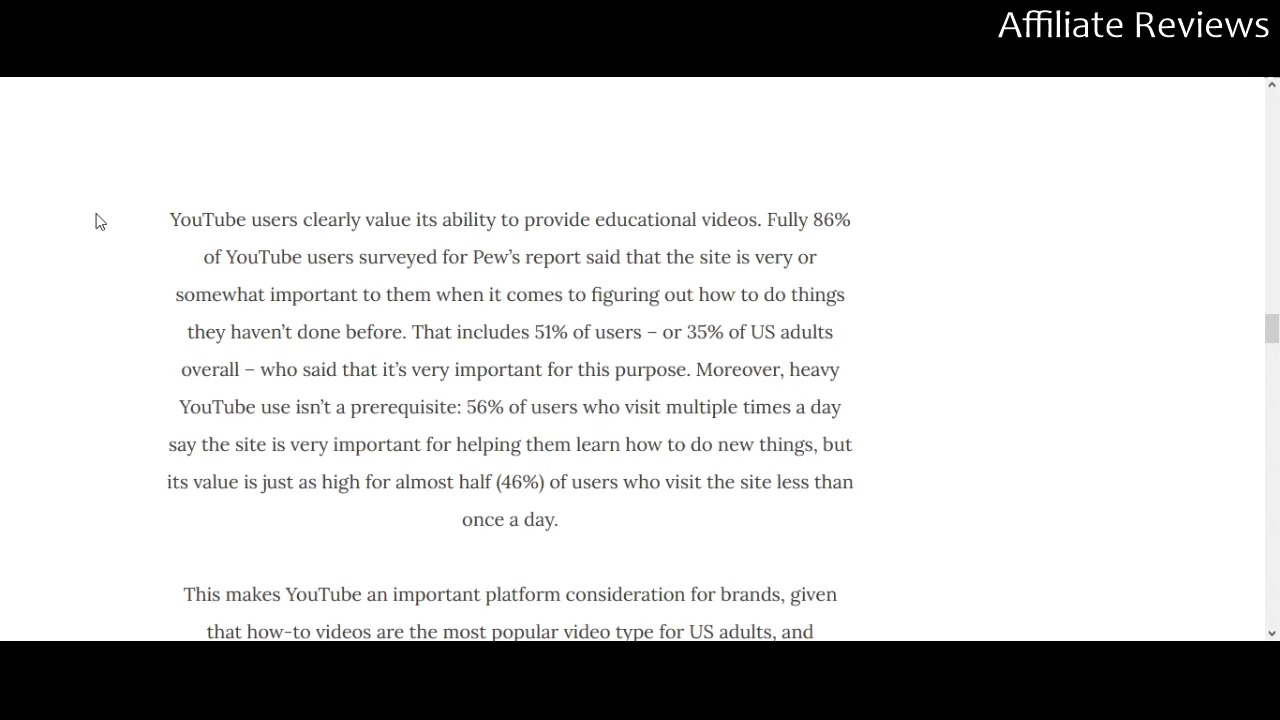 Affiliate Reviews
YouTube users clearly value its ability to provide educational videos. Fully 86%
of YouTube users surveyed for Pew’s report said that the site is very or
somewhat important to them when it comes to figuring out how to do things
they haven’t done before. That includes 51% of users – or 35% of US adults
overall – who said that it’s very important for this purpose. Moreover, heavy
YouTube use isn’t a prerequisite: 56% of users who visit multiple times a day
say the site is very important for helping them learn how to do new things, but
its value is just as high for almost half (46%) of users who visit the site less than
once a day.
This makes YouTube an important platform consideration for brands, given
that how-to videos are the most popular video type for US adults, and